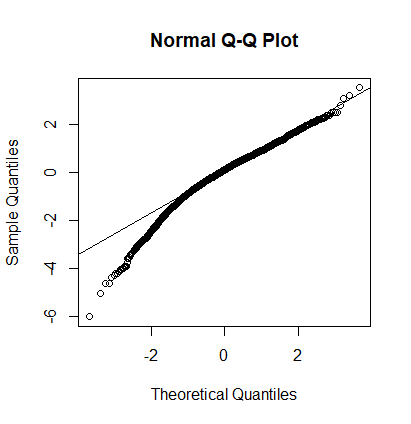 Normal Q-Q Plot
Sample Quantiles
2
0
-2
-4
-6
-2 0 2
Theoretical Quantiles